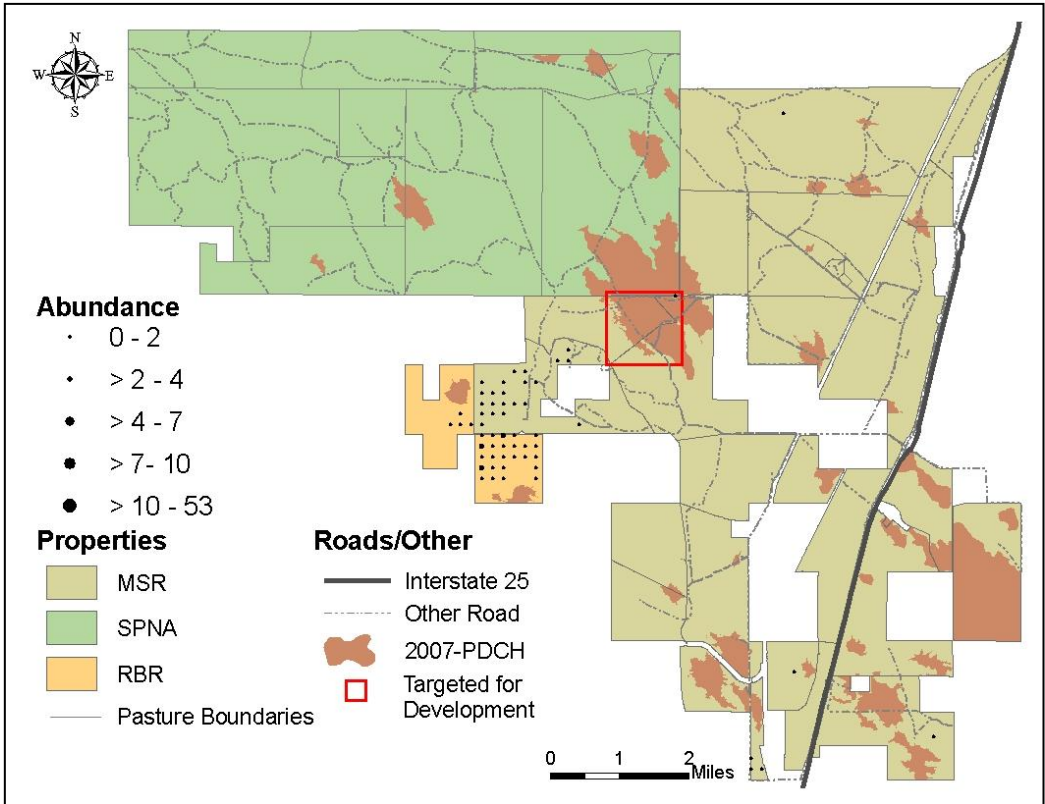 N
W E
S
Abundance
0 - 2
> 2 - 4
> 4 - 7
> 7- 10
> 10 - 53
Properties
MSR
SPNA
RBR
Pasture Boundaries
Roads/Other
Interstate 25
Other Road
2007-PDCH
Targeted for
Development
0 1 2
Miles